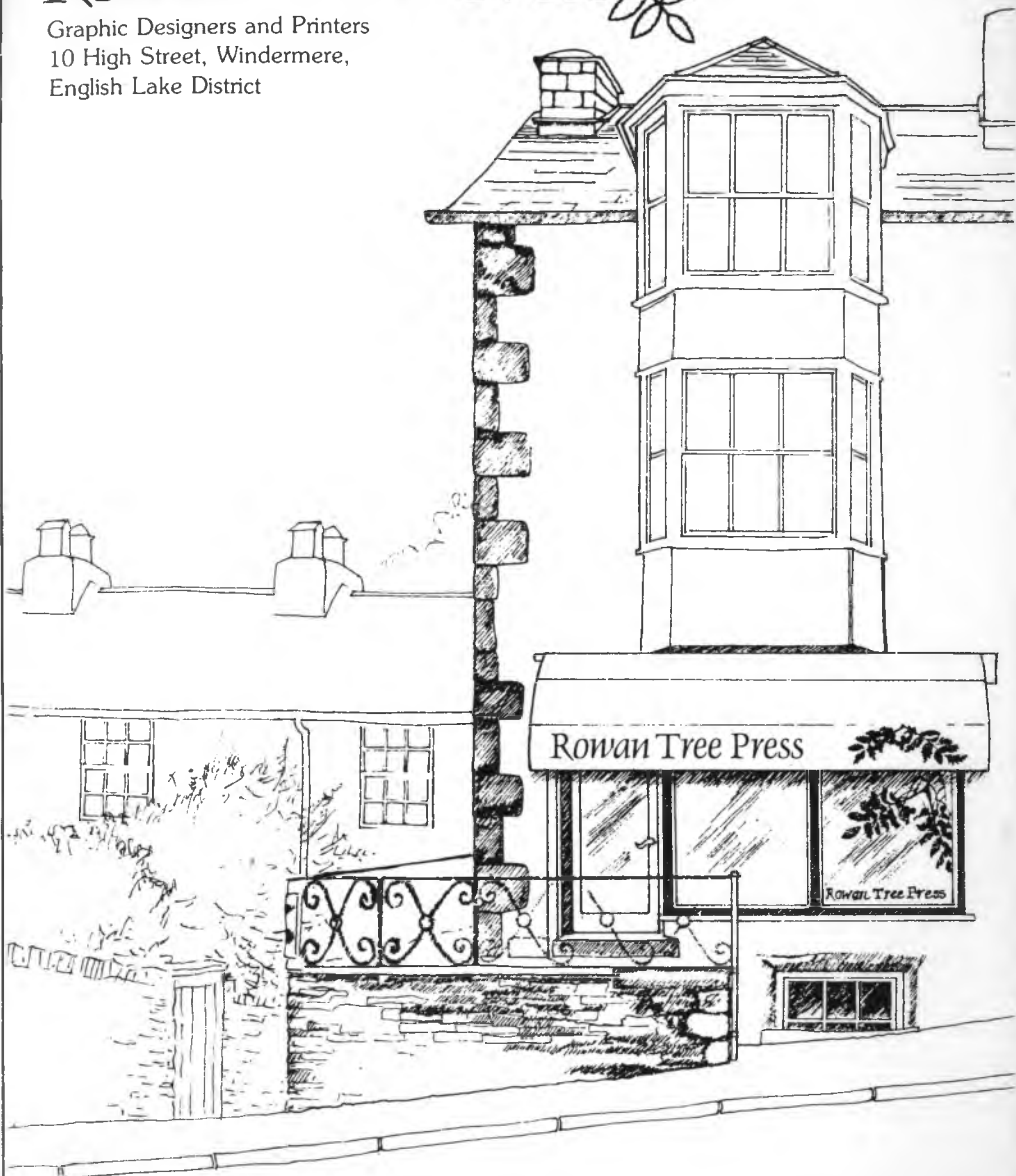 Graphic Designers and Printers
10 High Street, Windermere,
English Lake District
Rowan Tree Press
Rowan Tree Press